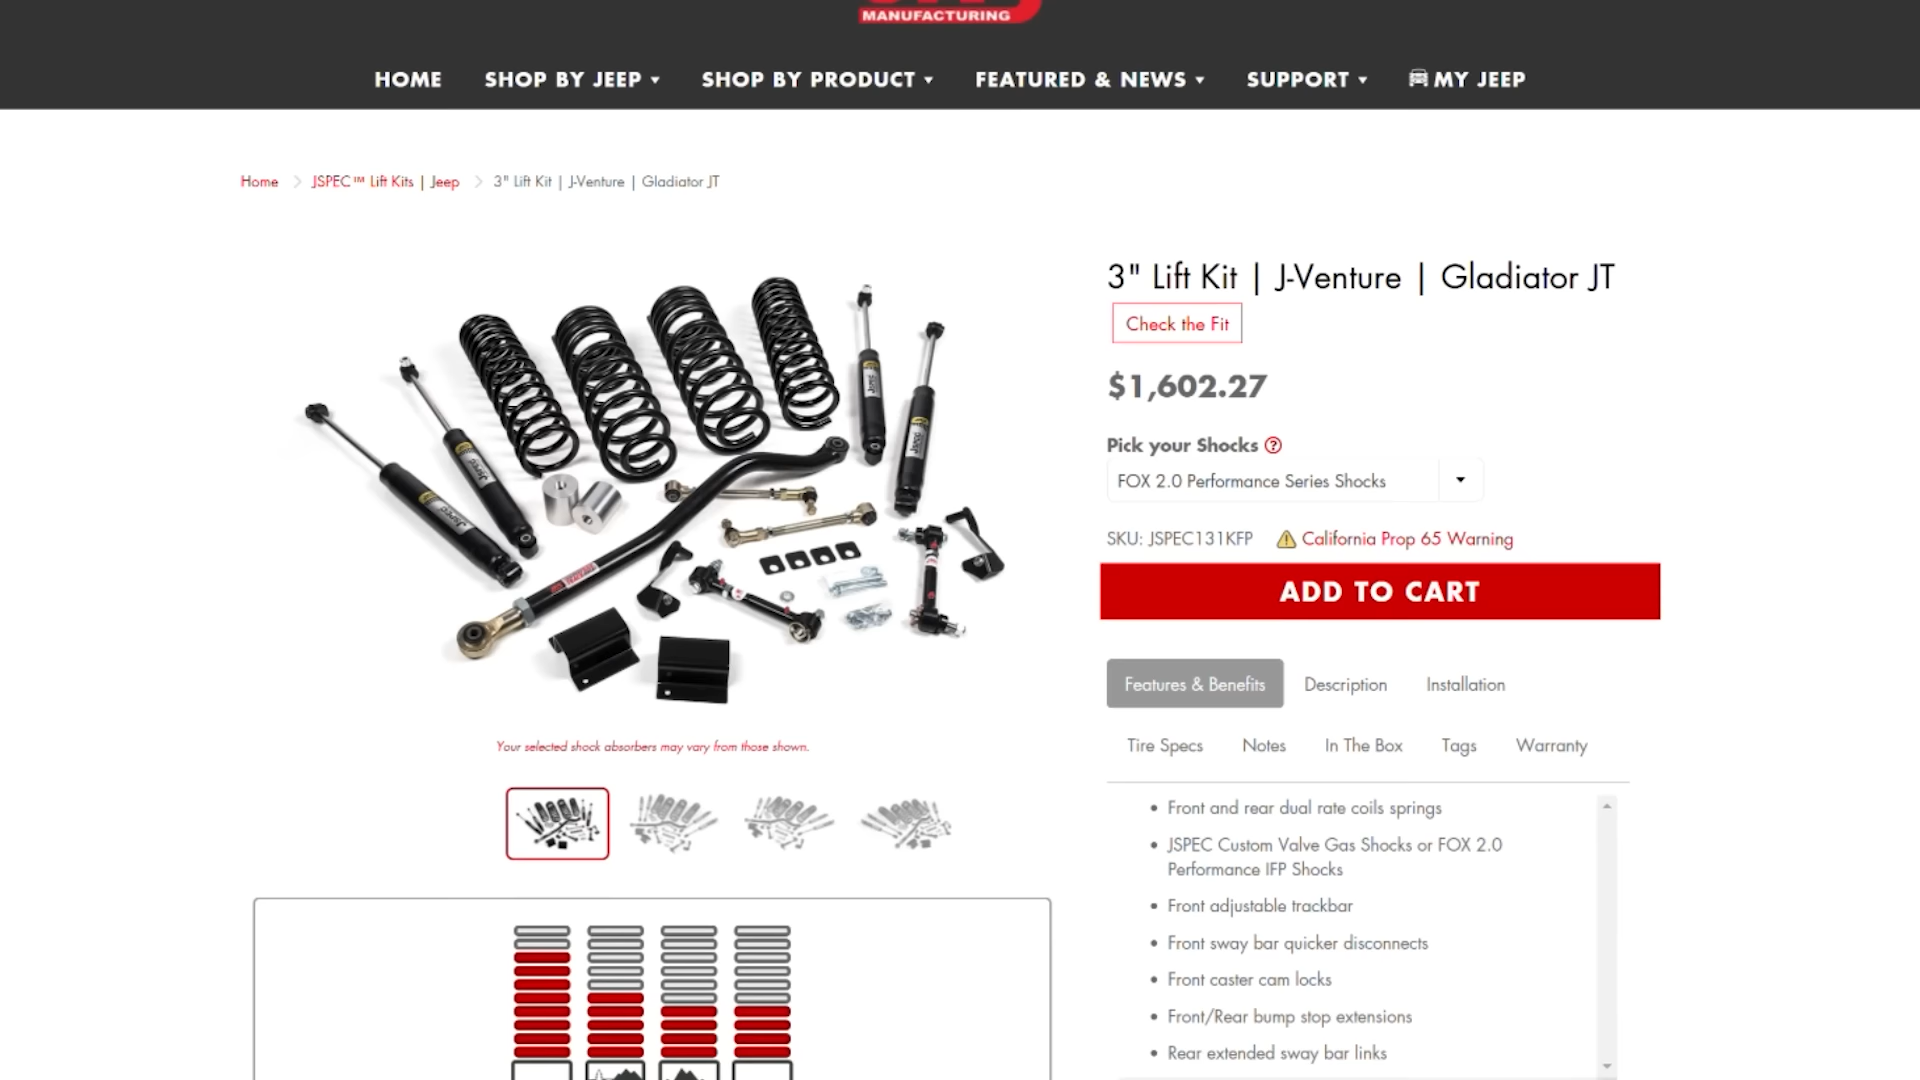 MANUFACTURING
HOME SHOP BY JEEP SHOP BY PRODUCT FEATURED & NEWS SUPPORT MY JEEP
Home JSPEC™ Lift Kits | Jeep 3" Lift Kit | J-Venture | Gladiator JT
3" Lift Kit | J-Venture | Gladiator JT
Check the Fit
$1,602.27
Pick your Shocks ?
FOX 2.0 Performance Series Shocks
SKU: JSPEC131KFP California Prop 65 Warning
ADD TO CART
Features & Benefits Description Installation
Tire Specs Notes In The Box Tags Warranty
• Front and rear dual rate coils springs
• JSPEC Custom Valve Gas Shocks or FOX 2.0
Performance IFP Shocks
• Front adjustable trackbar
• Front sway bar quicker disconnects
• Front caster cam locks
• Front/Rear bump stop extensions
• Rear extended sway bar links
JSPEC
JSPEC
JSPEC
JSPEC
Your selected shock absorbers may vary from those shown.